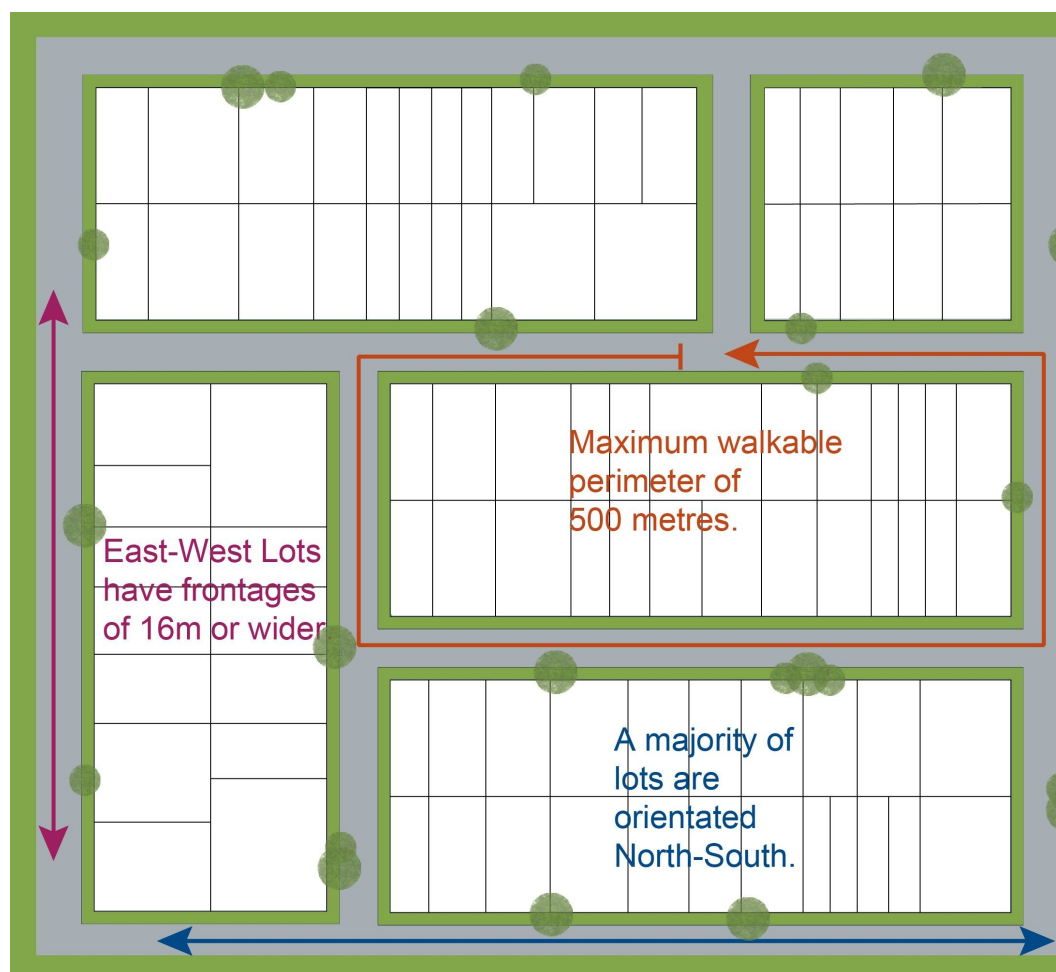 Maximum walkable
perimeter of
500 metres.
East-West Lots
have frontages
of 16m or wider.
A majority of
lots are
orientated
North-South.